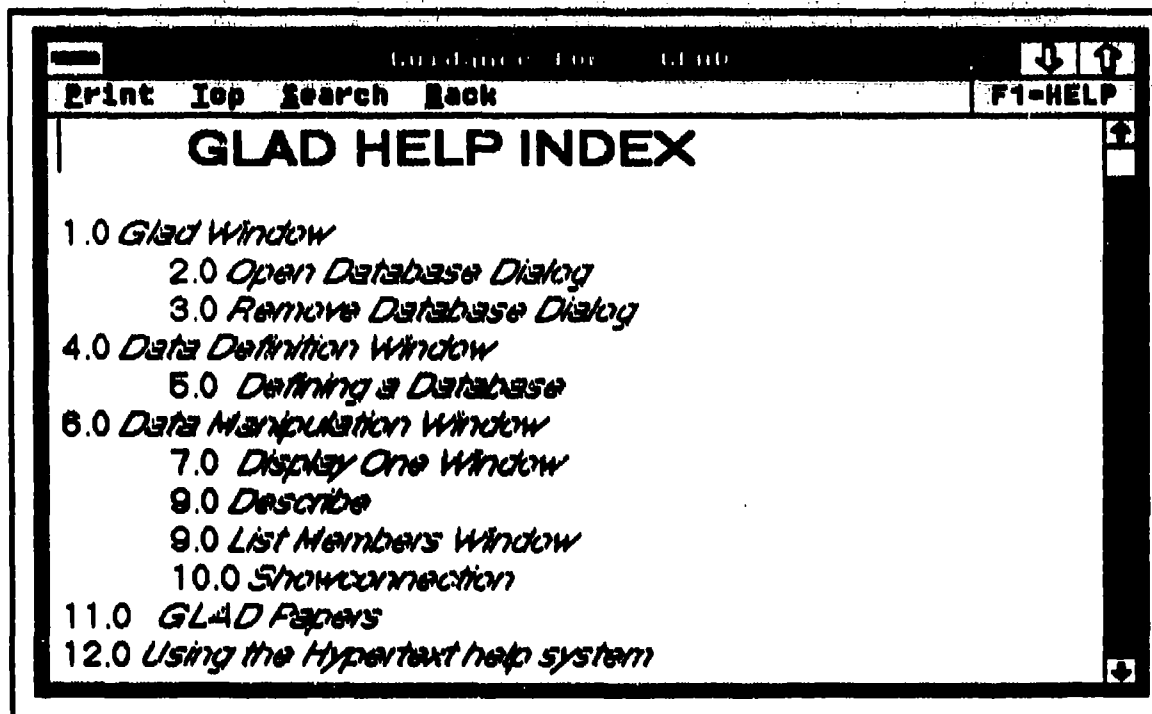 Guidance For GLAD
Print Top Search Back F1=HELP
GLAD HELP INDEX
1.0 Glad Window
2.0 Open Database Dialog
3.0 Remove Database Dialog
4.0 Data Definition Window
5.0 Defining a Database
6.0 Data Manipulation Window
7.0 Display One Window
9.0 Describe
9.0 List Members Window
10.0 Showconnection
11.0 GLAD Papers
12.0 Using the Hypertext help system